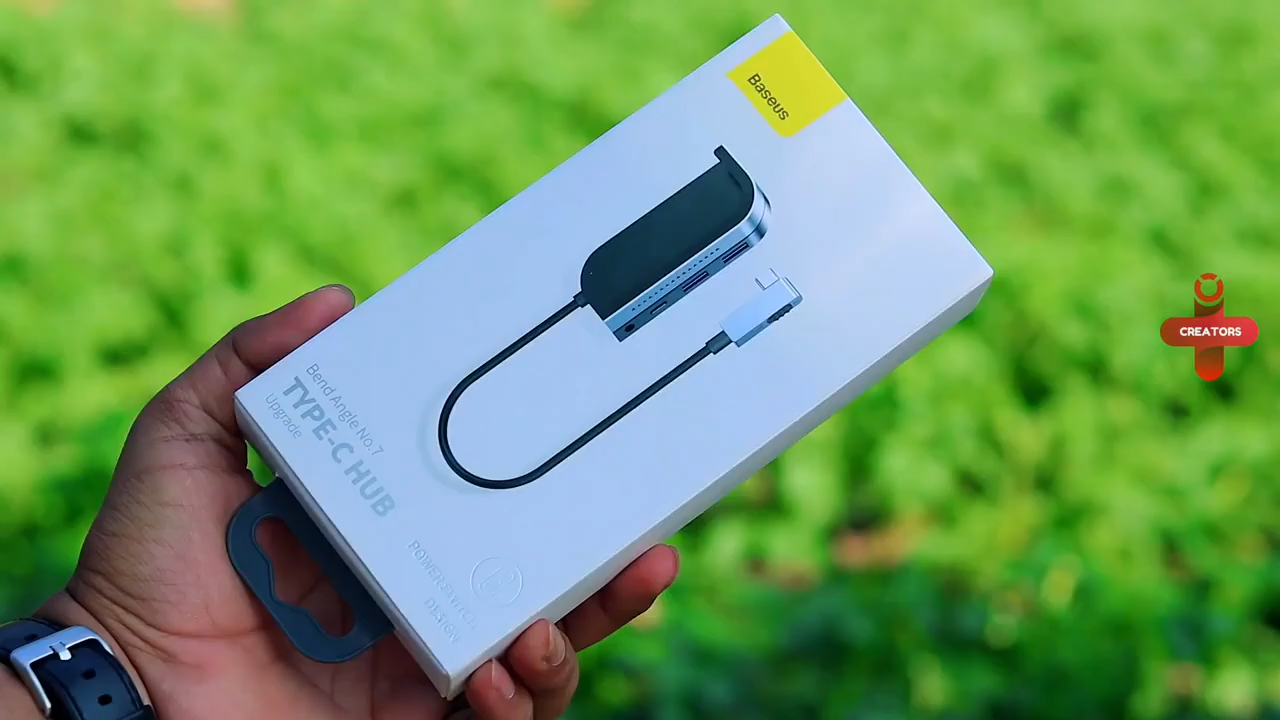 Baseus
Bend Angle No.7
TYPE-C HUB
Upgrade
POWER SWITCH
DESIGN
CREATORS